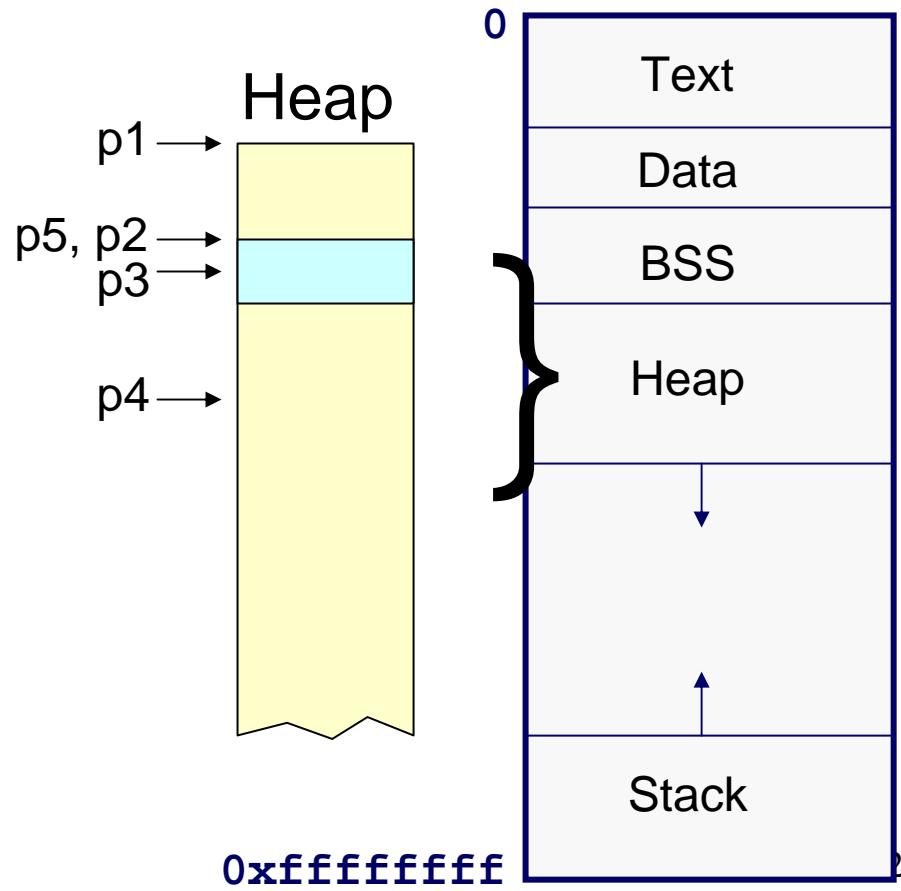 Heap
p1
p5, p2
p3
p4
0
Text
Data
BSS
Heap
Stack
0xffffffff